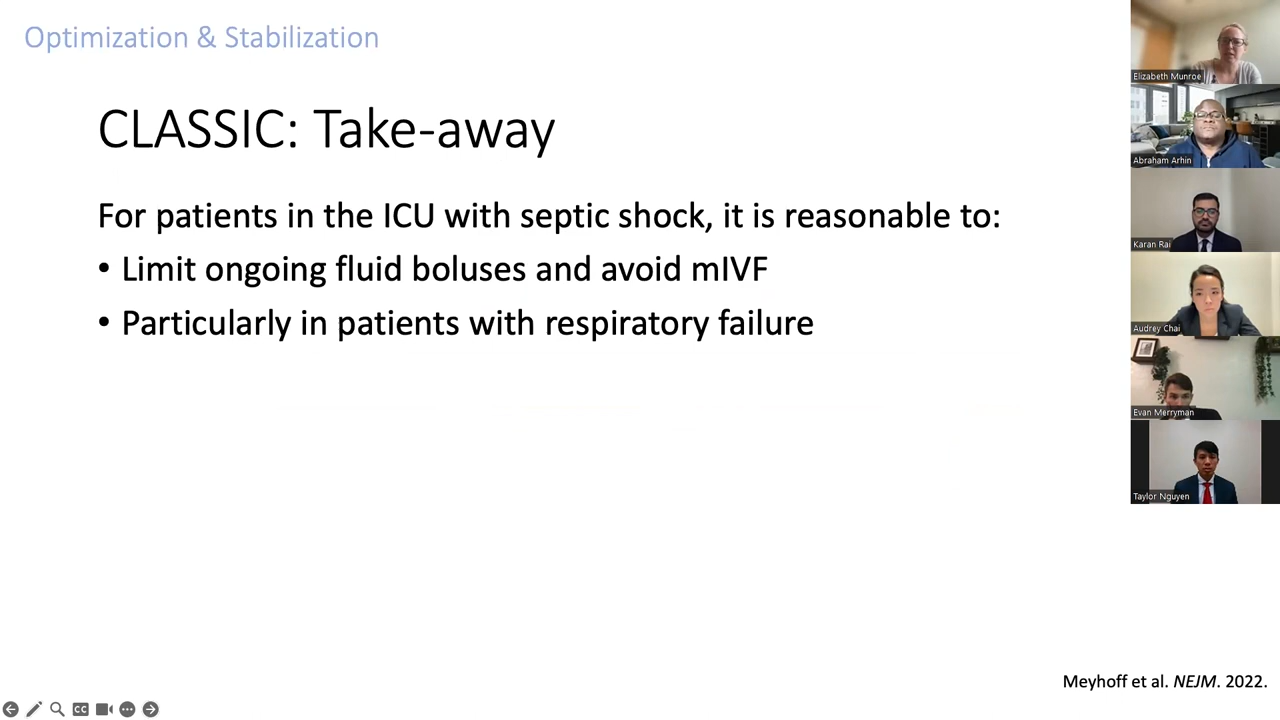 Optimization & Stabilization
CLASSIC: Take-away
For patients in the ICU with septic shock, it is reasonable to:
• Limit ongoing fluid boluses and avoid mIVF
• Particularly in patients with respiratory failure
Meyhoff et al. NEJM. 2022.
Elizabeth Munroe
Abraham Arhin
Karan Rai
Audrey Chai
Evan Merryman
Taylor Nguyen
CC